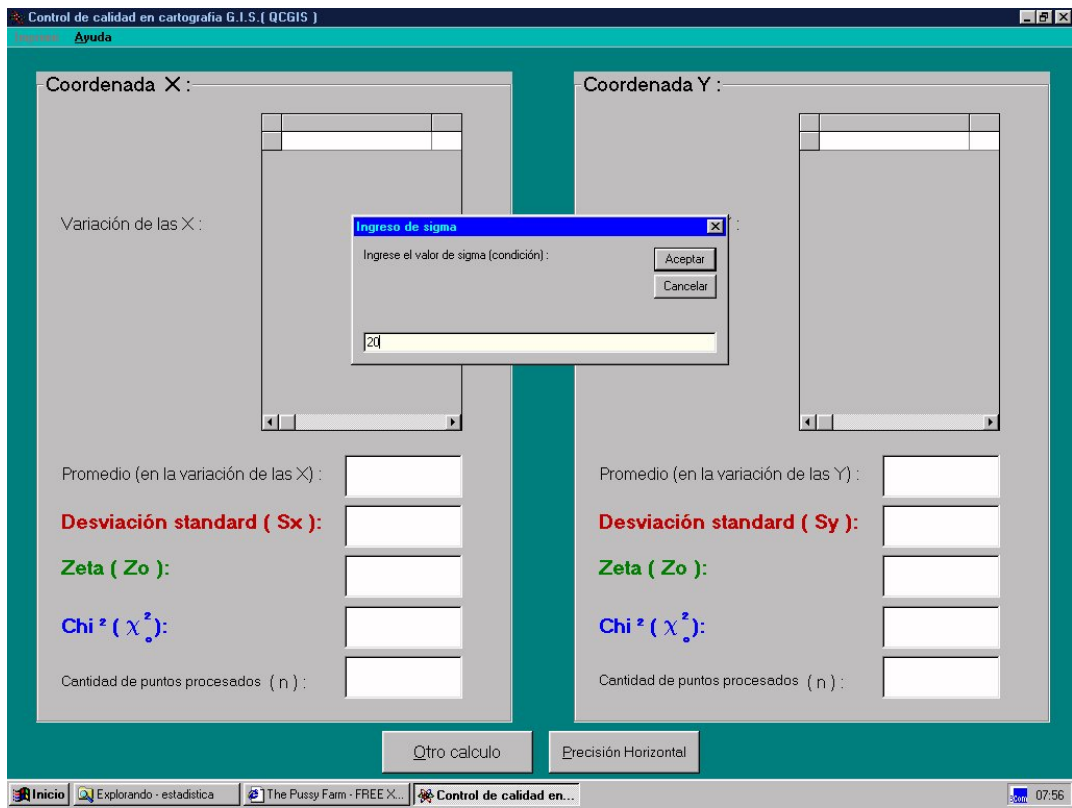 Control de calidad en cartografia G.I.S.( QCGIS )
Ingreso Ayuda
Coordenada X :
Coordenada Y :
Variación de las X :
Ingreso de sigma
Ingrese el valor de sigma (condición) :
Aceptar
Cancelar
20
Promedio (en la variación de las X) :
Desviación standard ( Sx ):
Zeta ( Zo ):
Chi ² ( χ²₀ ):
Cantidad de puntos procesados ( n ) :
Promedio (en la variación de las Y) :
Desviación standard ( Sy ):
Zeta ( Zo ):
Chi ² ( χ²₀ ):
Cantidad de puntos procesados ( n ) :
Otro calculo
Precisión Horizontal
Inicio
Explorando - estadistica
The Pussy Farm - FREE X...
Control de calidad en...
07:56